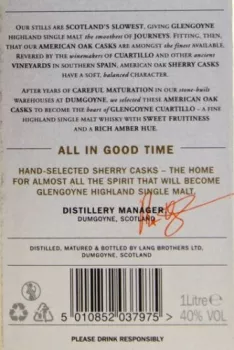 OUR STILLS ARE SCOTLAND'S SLOWEST, GIVING GLENGOYNE
HIGHLAND SINGLE MALT the smoothest OF JOURNEYS. FITTING, THEN,
THAT OUR AMERICAN OAK CASKS ARE AMONGST the finest AVAILABLE.
REVERED BY THE winemakers OF CUARTILLO AND OTHER ancient
VINEYARDS IN SOUTHERN SPAIN, AMERICAN OAK SHERRY CASKS
HAVE A SOFT, balanced CHARACTER.
AFTER YEARS OF CAREFUL MATURATION IN OUR stone-built
WAREHOUSES AT DUMGOYNE, we selected THESE AMERICAN OAK
CASKS TO BECOME THE heart of GLENGOYNE CUARTILLO – A FINE
HIGHLAND SINGLE MALT WHISKY WITH SWEET FRUITINESS
AND A RICH AMBER HUE.
ALL IN GOOD TIME
HAND-SELECTED SHERRY CASKS – THE HOME
FOR ALMOST ALL THE SPIRIT THAT WILL BECOME
GLENGOYNE HIGHLAND SINGLE MALT.
DISTILLERY MANAGER
DUMGOYNE, SCOTLAND
DISTILLED, MATURED & BOTTLED BY LANG BROTHERS LTD,
DUMGOYNE, SCOTLAND
1Litre e
40% VOL
5 010852 037975 >
PLEASE DRINK RESPONSIBLY